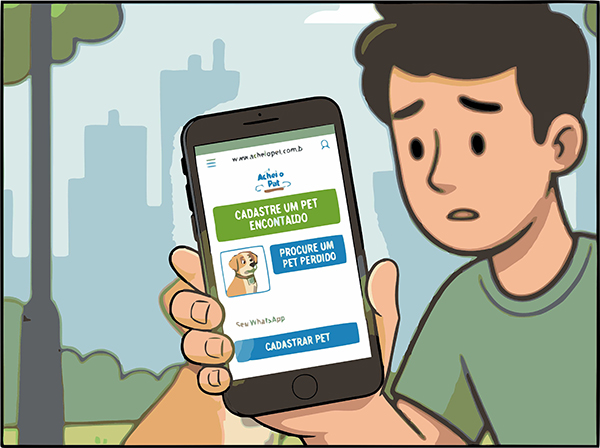 www.acheiopet.com.b
Achei o
Pet
CADASTRE UM PET
ENCONTAIDO
PROCURE UM
PET PERDIDO
Seu WhatsApp
CADASTRAR PET